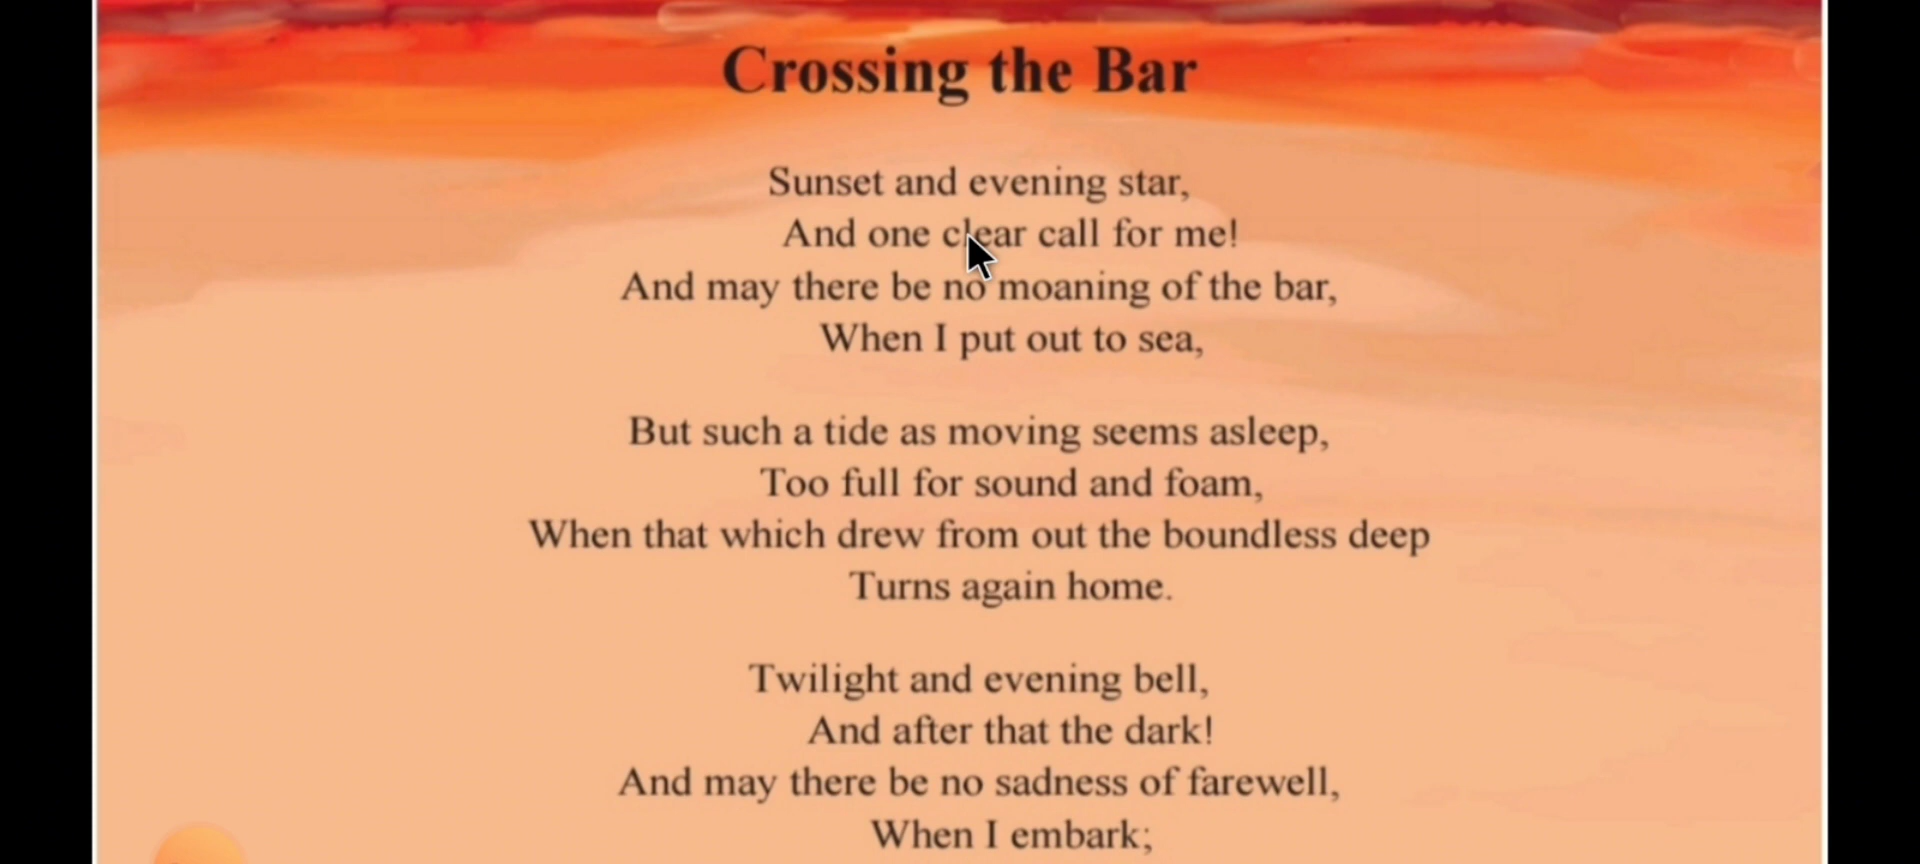 Crossing the Bar
Sunset and evening star,
And one clear call for me!
And may there be no moaning of the bar,
When I put out to sea,
But such a tide as moving seems asleep,
Too full for sound and foam,
When that which drew from out the boundless deep
Turns again home.
Twilight and evening bell,
And after that the dark!
And may there be no sadness of farewell,
When I embark;